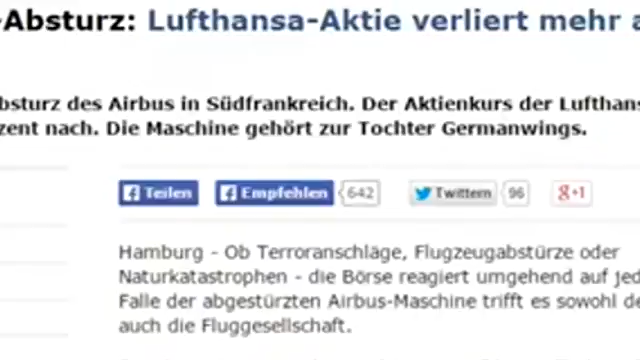 -Absturz: Lufthansa-Aktie verliert mehr
bsturz des Airbus in Südfrankreich. Der Aktienkurs der Lufthans
zent nach. Die Maschine gehört zur Tochter Germanwings.
Teilen Empfehlen 642 Twittern 96 g+1
Hamburg - Ob Terroranschläge, Flugzeugabstürze oder
Naturkatastrophen - die Börse reagiert umgehend auf jed
Falle der abgestürzten Airbus-Maschine trifft es sowohl de
auch die Fluggesellschaft.